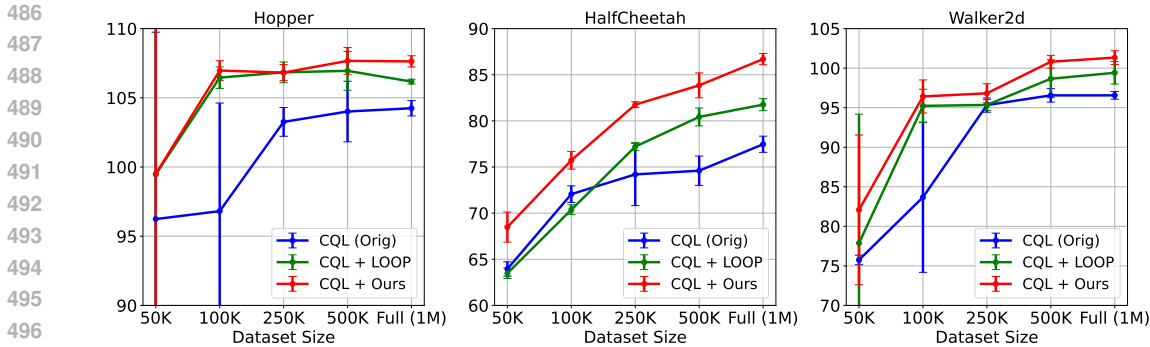 486
487
488
489
490
491
492
493
494
495
496
Hopper
110
105
100
95
90
50K 100K 250K 500K Full (1M)
Dataset Size
CQL (Orig)
CQL + LOOP
CQL + Ours
HalfCheetah
90
85
80
75
70
65
60
50K 100K 250K 500K Full (1M)
Dataset Size
CQL (Orig)
CQL + LOOP
CQL + Ours
Walker2d
105
100
95
90
85
80
75
70
50K 100K 250K 500K Full (1M)
Dataset Size
CQL (Orig)
CQL + LOOP
CQL + Ours